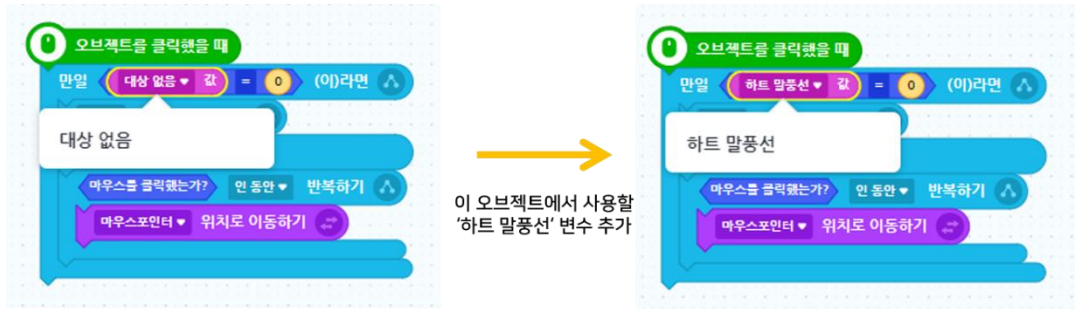 오브젝트를 클릭했을 때
만일 대상 없음 ▼ 값 = 0 (이)라면
대상 없음
마우스를 클릭했는가? 인 동안 ▼ 반복하기
마우스포인터 ▼ 위치로 이동하기
이 오브젝트에서 사용할
‘하트 말풍선‘ 변수 추가
오브젝트를 클릭했을 때
만일 하트 말풍선 ▼ 값 = 0 (이)라면
하트 말풍선
마우스를 클릭했는가? 인 동안 ▼ 반복하기
마우스포인터 ▼ 위치로 이동하기